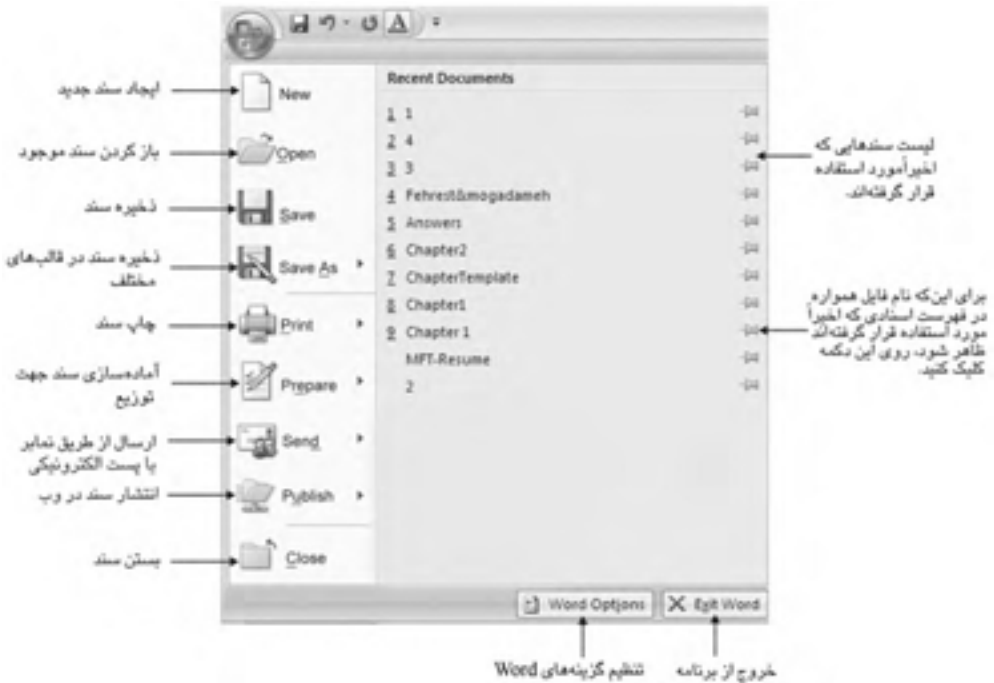 A
ایجاد سند جدید
New
باز کردن سند موجود
Open
ذخیره سند
Save
ذخیره سند در قالب‌های
مختلف
Save As
چاپ سند
Print
آماده‌سازی سند جهت
توزیع
Prepare
ارسال از طریق نمابر
یا پست الکترونیکی
Send
انتشار سند در وب
Publish
بستن سند
Close
Recent Documents
1 1
2 4
3 3
4 Fehrest&mogadameh
5 Answers
6 Chapter2
7 ChapterTemplate
8 Chapter1
9 Chapter 1
MFT-Resume
2
لیست سندهایی که
اخیراًمورد استفاده
قرار گرفته‌اند.
برای این‌که نام فایل همواره
در فهرست اسنادی که اخیراً
مورد استفاده قرار گرفته‌اند
ظاهر شود، روی این دکمه
کلیک کنید.
Word Options
Exit Word
تنظیم گزینه‌های Word
خروج از برنامه